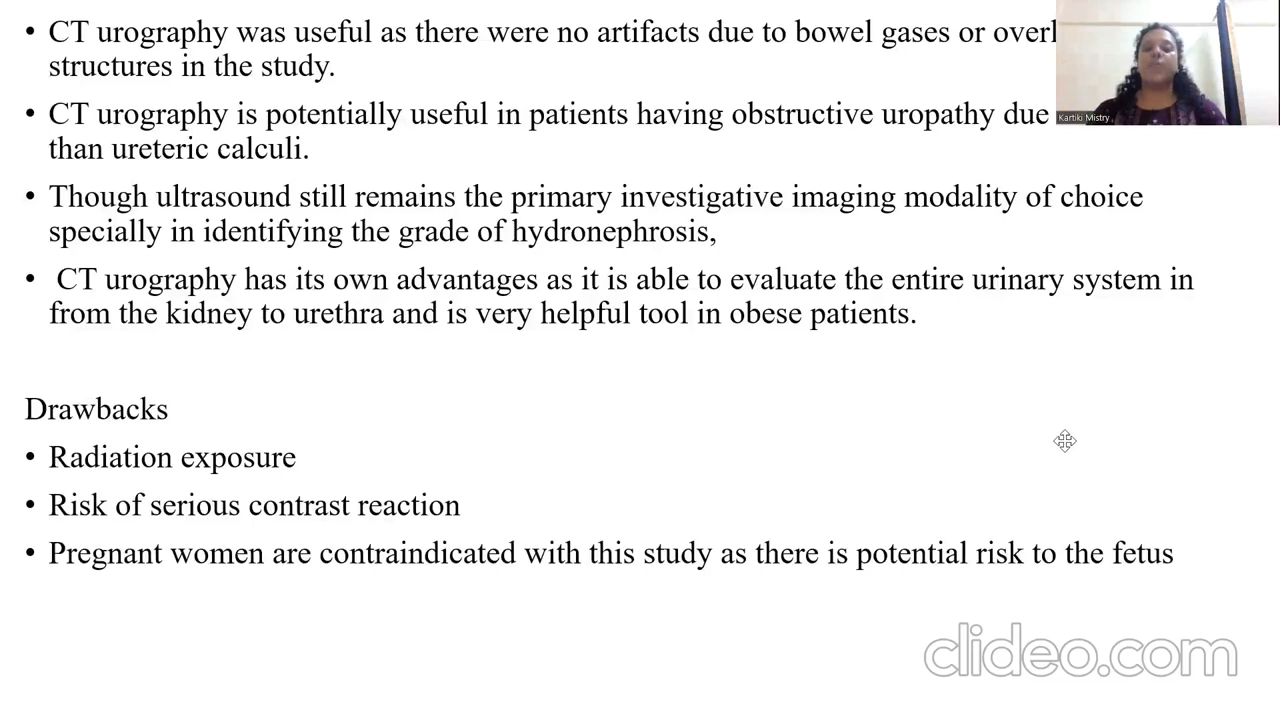 • CT urography was useful as there were no artifacts due to bowel gases or
structures in the study.
• CT urography is potentially useful in patients having obstructive uropathy due
than ureteric calculi.
• Though ultrasound still remains the primary investigative imaging modality of choice
specially in identifying the grade of hydronephrosis,
• CT urography has its own advantages as it is able to evaluate the entire urinary system in
from the kidney to urethra and is very helpful tool in obese patients.
Drawbacks
• Radiation exposure
• Risk of serious contrast reaction
• Pregnant women are contraindicated with this study as there is potential risk to the fetus
Kartiki Mistry
clideo.com